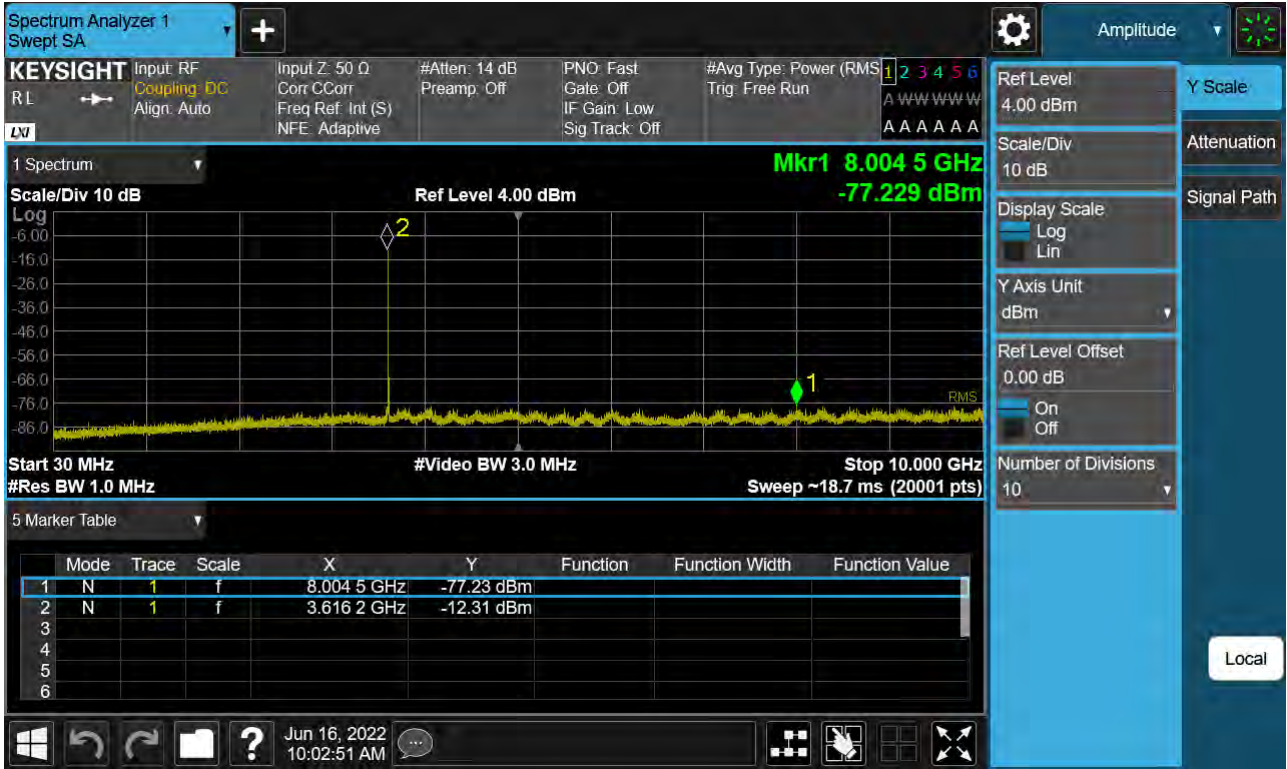 Spectrum Analyzer 1
Swept SA
Amplitude
KEYSIGHT
RL
LXI
Input: RF
Coupling: DC
Align: Auto
Input Z: 50 Ω
Corr CCorr
Freq Ref: Int (S)
NFE: Adaptive
#Atten: 14 dB
Preamp: Off
PNO: Fast
Gate: Off
IF Gain: Low
Sig Track: Off
#Avg Type: Power (RMS
Trig: Free Run
1 2 3 4 5 6
A W W W W W
A A A A A A
1 Spectrum
Mkr1 8.004 5 GHz
-77.229 dBm
Scale/Div 10 dB
Ref Level 4.00 dBm
Log
-6.00
-16.0
-26.0
-36.0
-46.0
-56.0
-66.0
-76.0
-86.0
2
1
RMS
Start 30 MHz
#Video BW 3.0 MHz
Stop 10.000 GHz
#Res BW 1.0 MHz
Sweep ~18.7 ms (20001 pts)
5 Marker Table
Mode Trace Scale X Y Function Function Width Function Value
1 N 1 f 8.004 5 GHz -77.23 dBm
2 N 1 f 3.616 2 GHz -12.31 dBm
3
4
5
6
?
Jun 16, 2022
10:02:51 AM
Ref Level
4.00 dBm
Scale/Div
10 dB
Display Scale
Log
Lin
Y Axis Unit
dBm
Ref Level Offset
0.00 dB
On
Off
Number of Divisions
10
Y Scale
Attenuation
Signal Path
Local